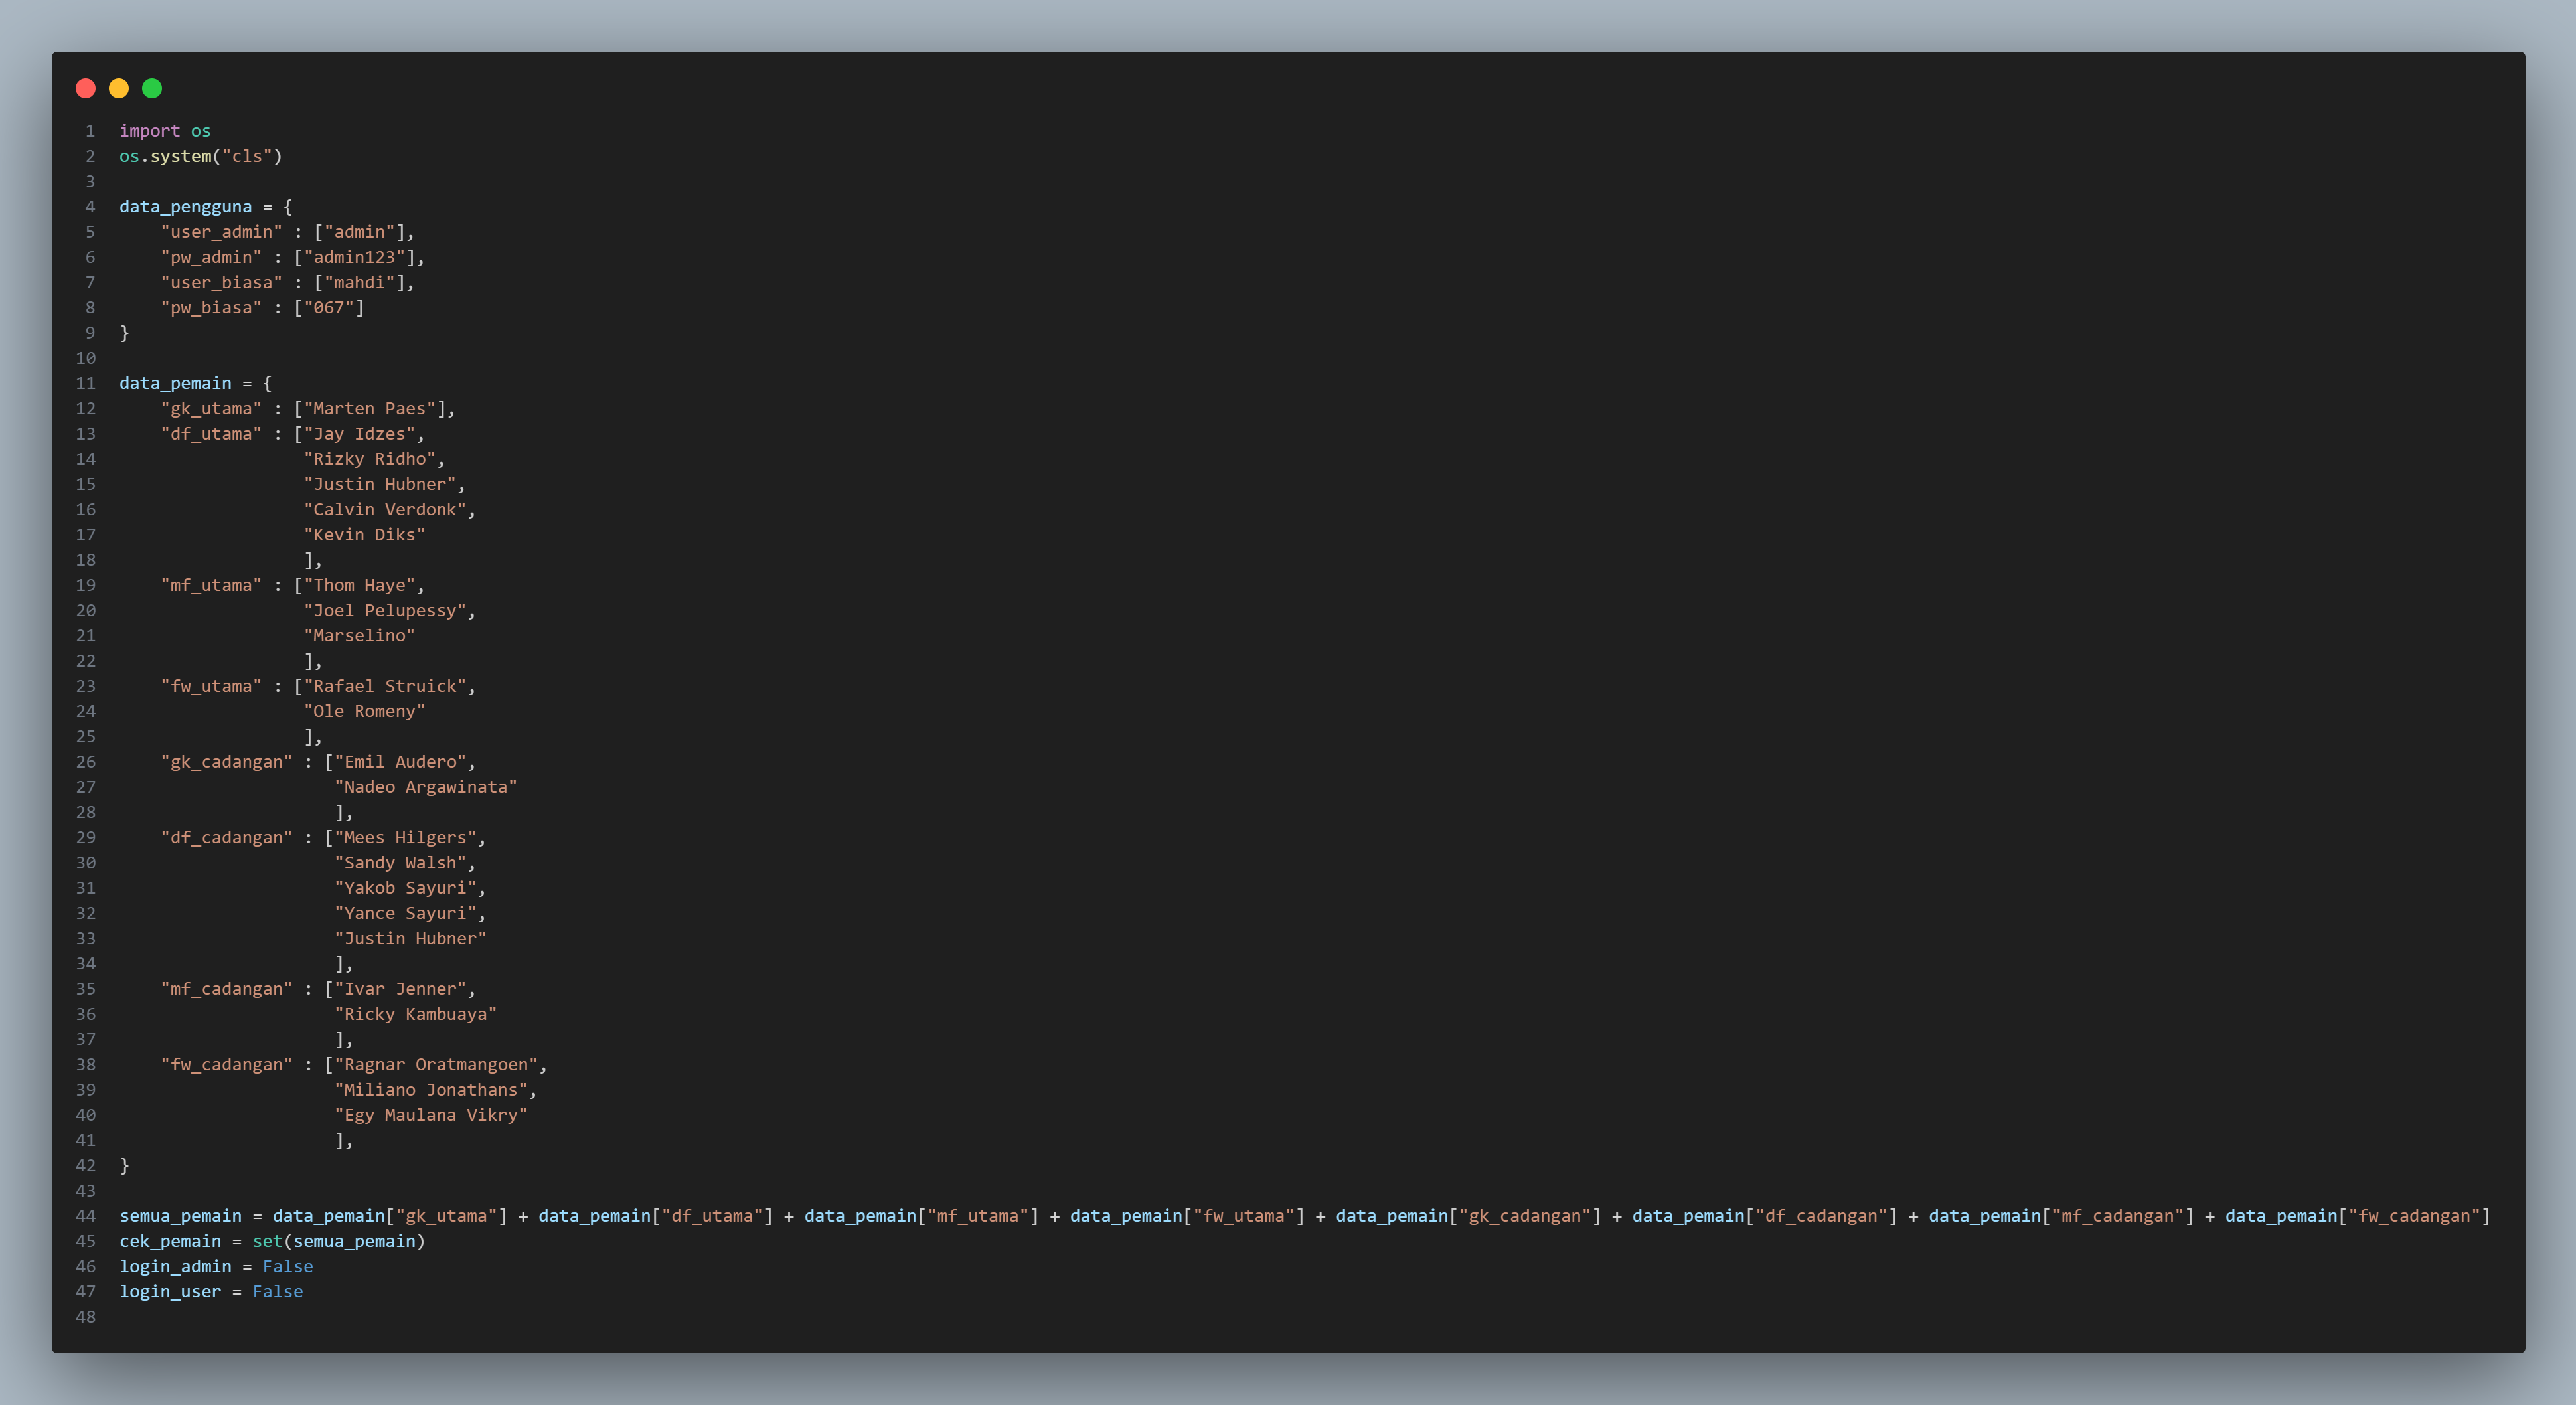 1 import os
2 os.system("cls")
3
4 data_pengguna = {
5     "user_admin" : ["admin"],
6     "pw_admin" : ["admin123"],
7     "user_biasa" : ["mahdi"],
8     "pw_biasa" : ["067"]
9 }
10
11 data_pemain = {
12     "gk_utama" : ["Marten Paes"],
13     "df_utama" : ["Jay Idzes",
14                   "Rizky Ridho",
15                   "Justin Hubner",
16                   "Calvin Verdonk",
17                   "Kevin Diks"
18                   ],
19     "mf_utama" : ["Thom Haye",
20                   "Joel Pelupessy",
21                   "Marselino"
22                   ],
23     "fw_utama" : ["Rafael Struick",
24                   "Ole Romeny"
25                   ],
26     "gk_cadangan" : ["Emil Audero",
27                      "Nadeo Argawinata"
28                      ],
29     "df_cadangan" : ["Mees Hilgers",
30                      "Sandy Walsh",
31                      "Yakob Sayuri",
32                      "Yance Sayuri",
33                      "Justin Hubner"
34                      ],
35     "mf_cadangan" : ["Ivar Jenner",
36                      "Ricky Kambuaya"
37                      ],
38     "fw_cadangan" : ["Ragnar Oratmangoen",
39                      "Miliano Jonathans",
40                      "Egy Maulana Vikry"
41                      ],
42 }
43
44 semua_pemain = data_pemain["gk_utama"] + data_pemain["df_utama"] + data_pemain["mf_utama"] + data_pemain["fw_utama"] + data_pemain["gk_cadangan"] + data_pemain["df_cadangan"] + data_pemain["mf_cadangan"] + data_pemain["fw_cadangan"]
45 cek_pemain = set(semua_pemain)
46 login_admin = False
47 login_user = False
48